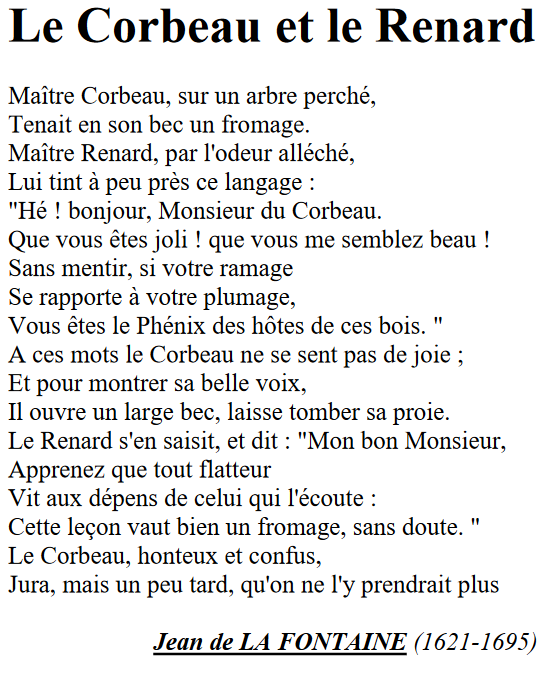 Le Corbeau et le Renard
Maître Corbeau, sur un arbre perché,
Tenait en son bec un fromage.
Maître Renard, par l'odeur alléché,
Lui tint à peu près ce langage :
"Hé ! bonjour, Monsieur du Corbeau.
Que vous êtes joli ! que vous me semblez beau !
Sans mentir, si votre ramage
Se rapporte à votre plumage,
Vous êtes le Phénix des hôtes de ces bois. "
A ces mots le Corbeau ne se sent pas de joie ;
Et pour montrer sa belle voix,
Il ouvre un large bec, laisse tomber sa proie.
Le Renard s'en saisit, et dit : "Mon bon Monsieur,
Apprenez que tout flatteur
Vit aux dépens de celui qui l'écoute :
Cette leçon vaut bien un fromage, sans doute. "
Le Corbeau, honteux et confus,
Jura, mais un peu tard, qu'on ne l'y prendrait plus
Jean de LA FONTAINE (1621-1695)